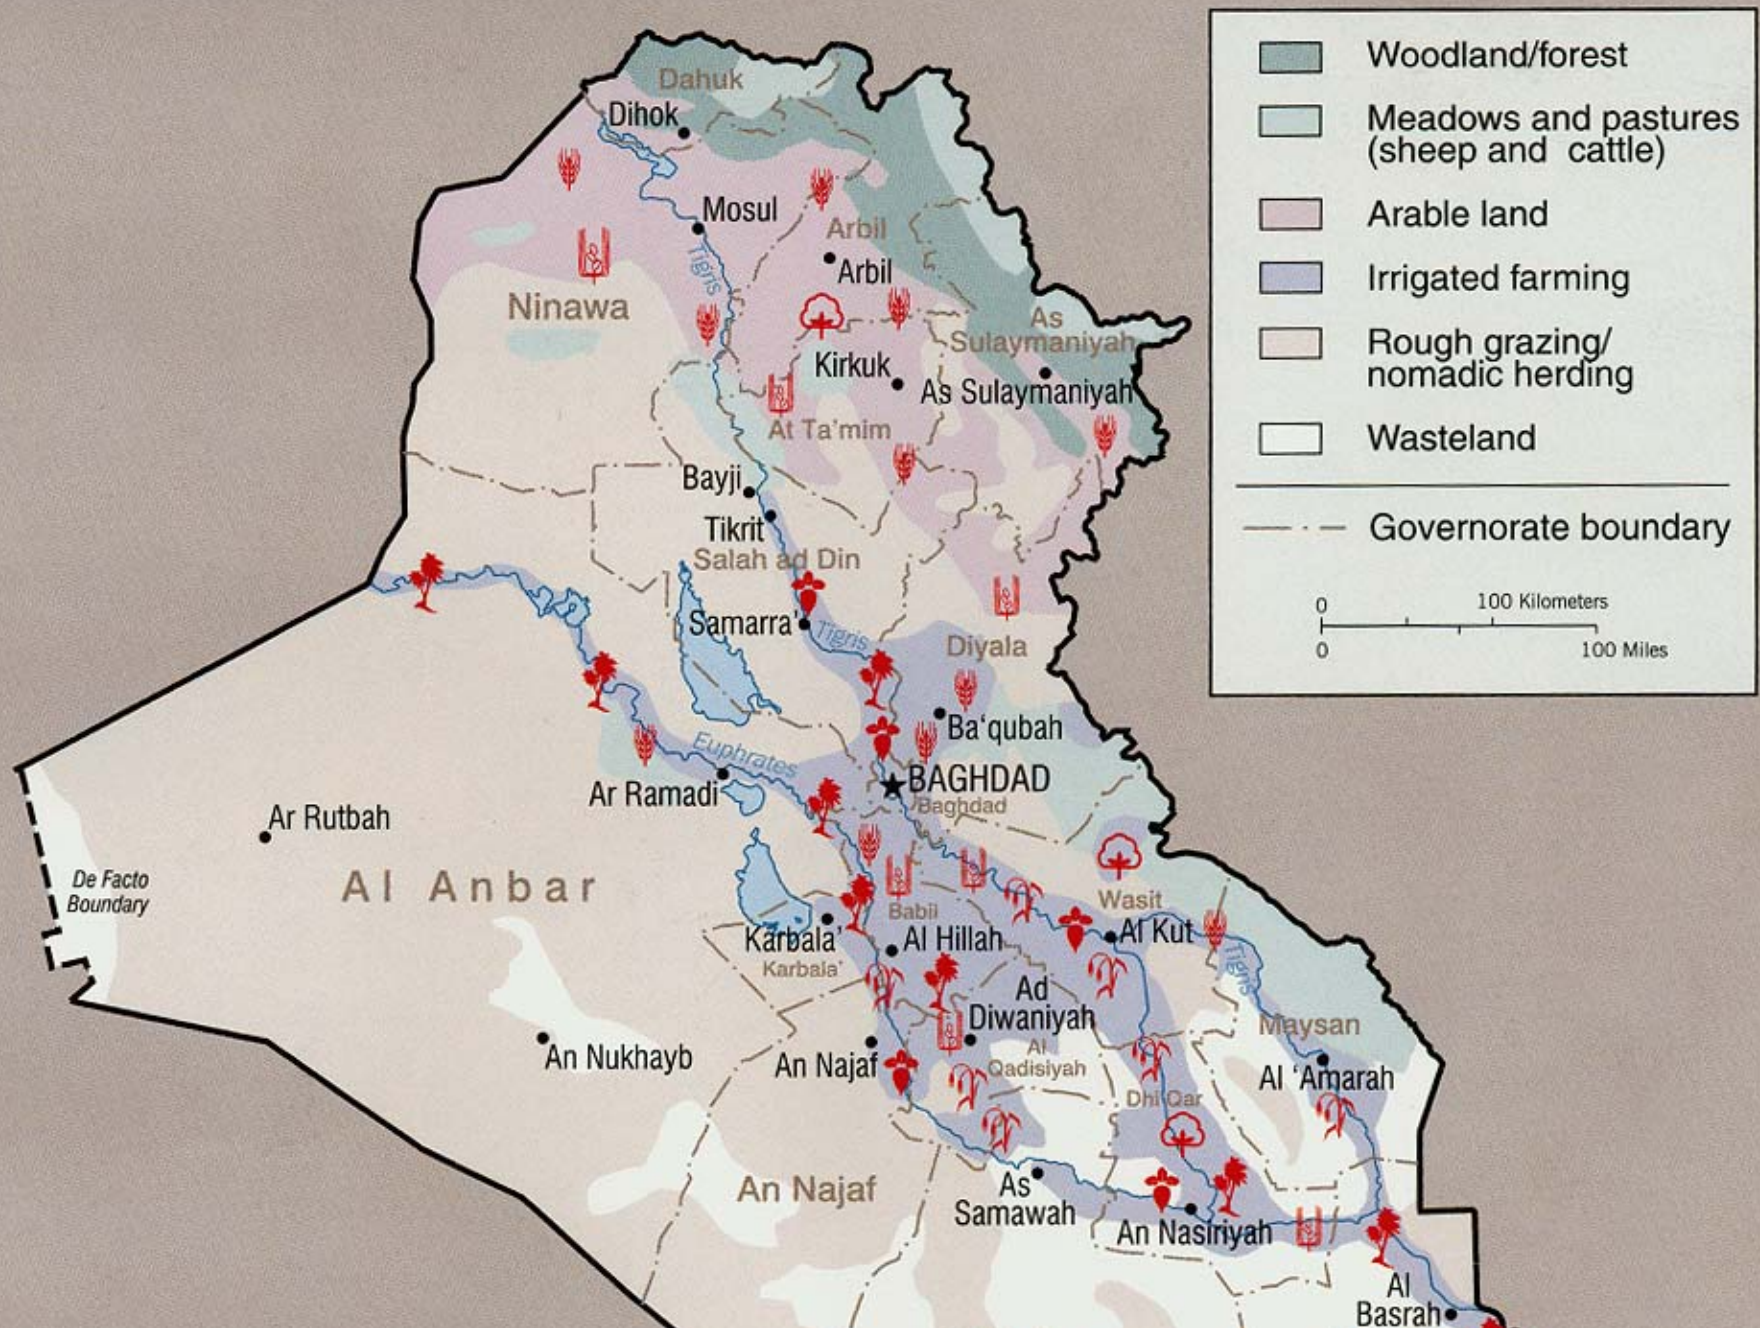 Dahuk
Dihok
Mosul
Tigris
Arbil
Arbil
Ninawa
As
Sulaymaniyah
Kirkuk
As Sulaymaniyah
At Ta'mim
Bayji
Tikrit
Salah ad Din
Samarra'
Tigris
Diyala
Ba'qubah
Euphrates
BAGHDAD
Baghdad
Ar Ramadi
Ar Rutbah
De Facto
Boundary
Al Anbar
Wasit
Babil
Karbala'
Al Hillah
Al Kut
Karbala'
Tigris
Ad
Diwaniyah
Maysan
An Nukhayb
An Najaf
Al
Qadisiyah
Al 'Amarah
Dhi Qar
An Najaf
As
Samawah
An Nasiriyah
Al
Basrah
Woodland/forest
Meadows and pastures
(sheep and cattle)
Arable land
Irrigated farming
Rough grazing/
nomadic herding
Wasteland
Governorate boundary
0 100 Kilometers
0 100 Miles